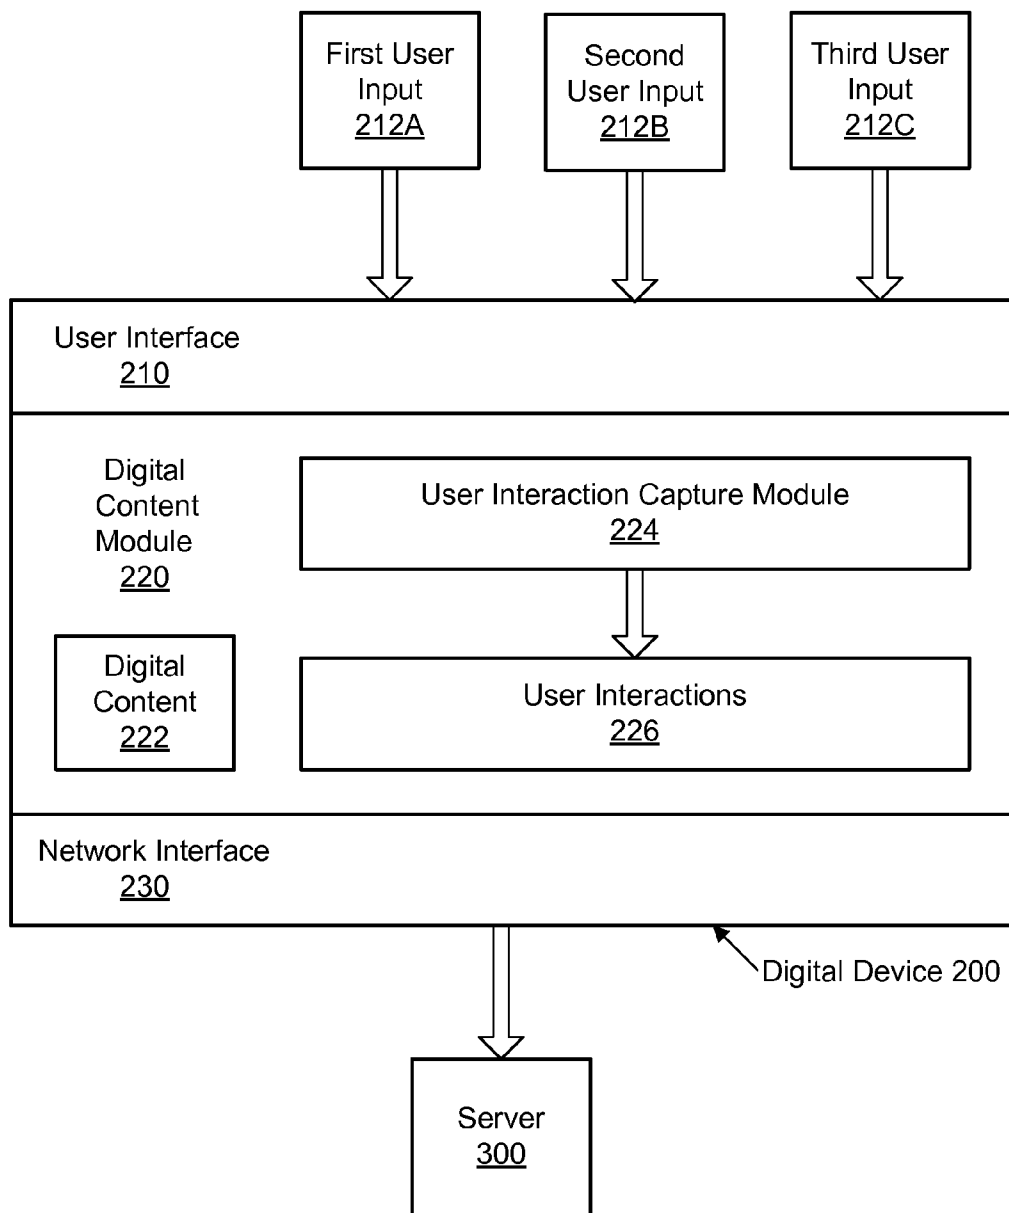 First User
Input
212A
Second
User Input
212B
Third User
Input
212C
User Interface
210
Digital
Content
Module
220
User Interaction Capture Module
224
Digital
Content
222
User Interactions
226
Network Interface
230
Digital Device 200
Server
300